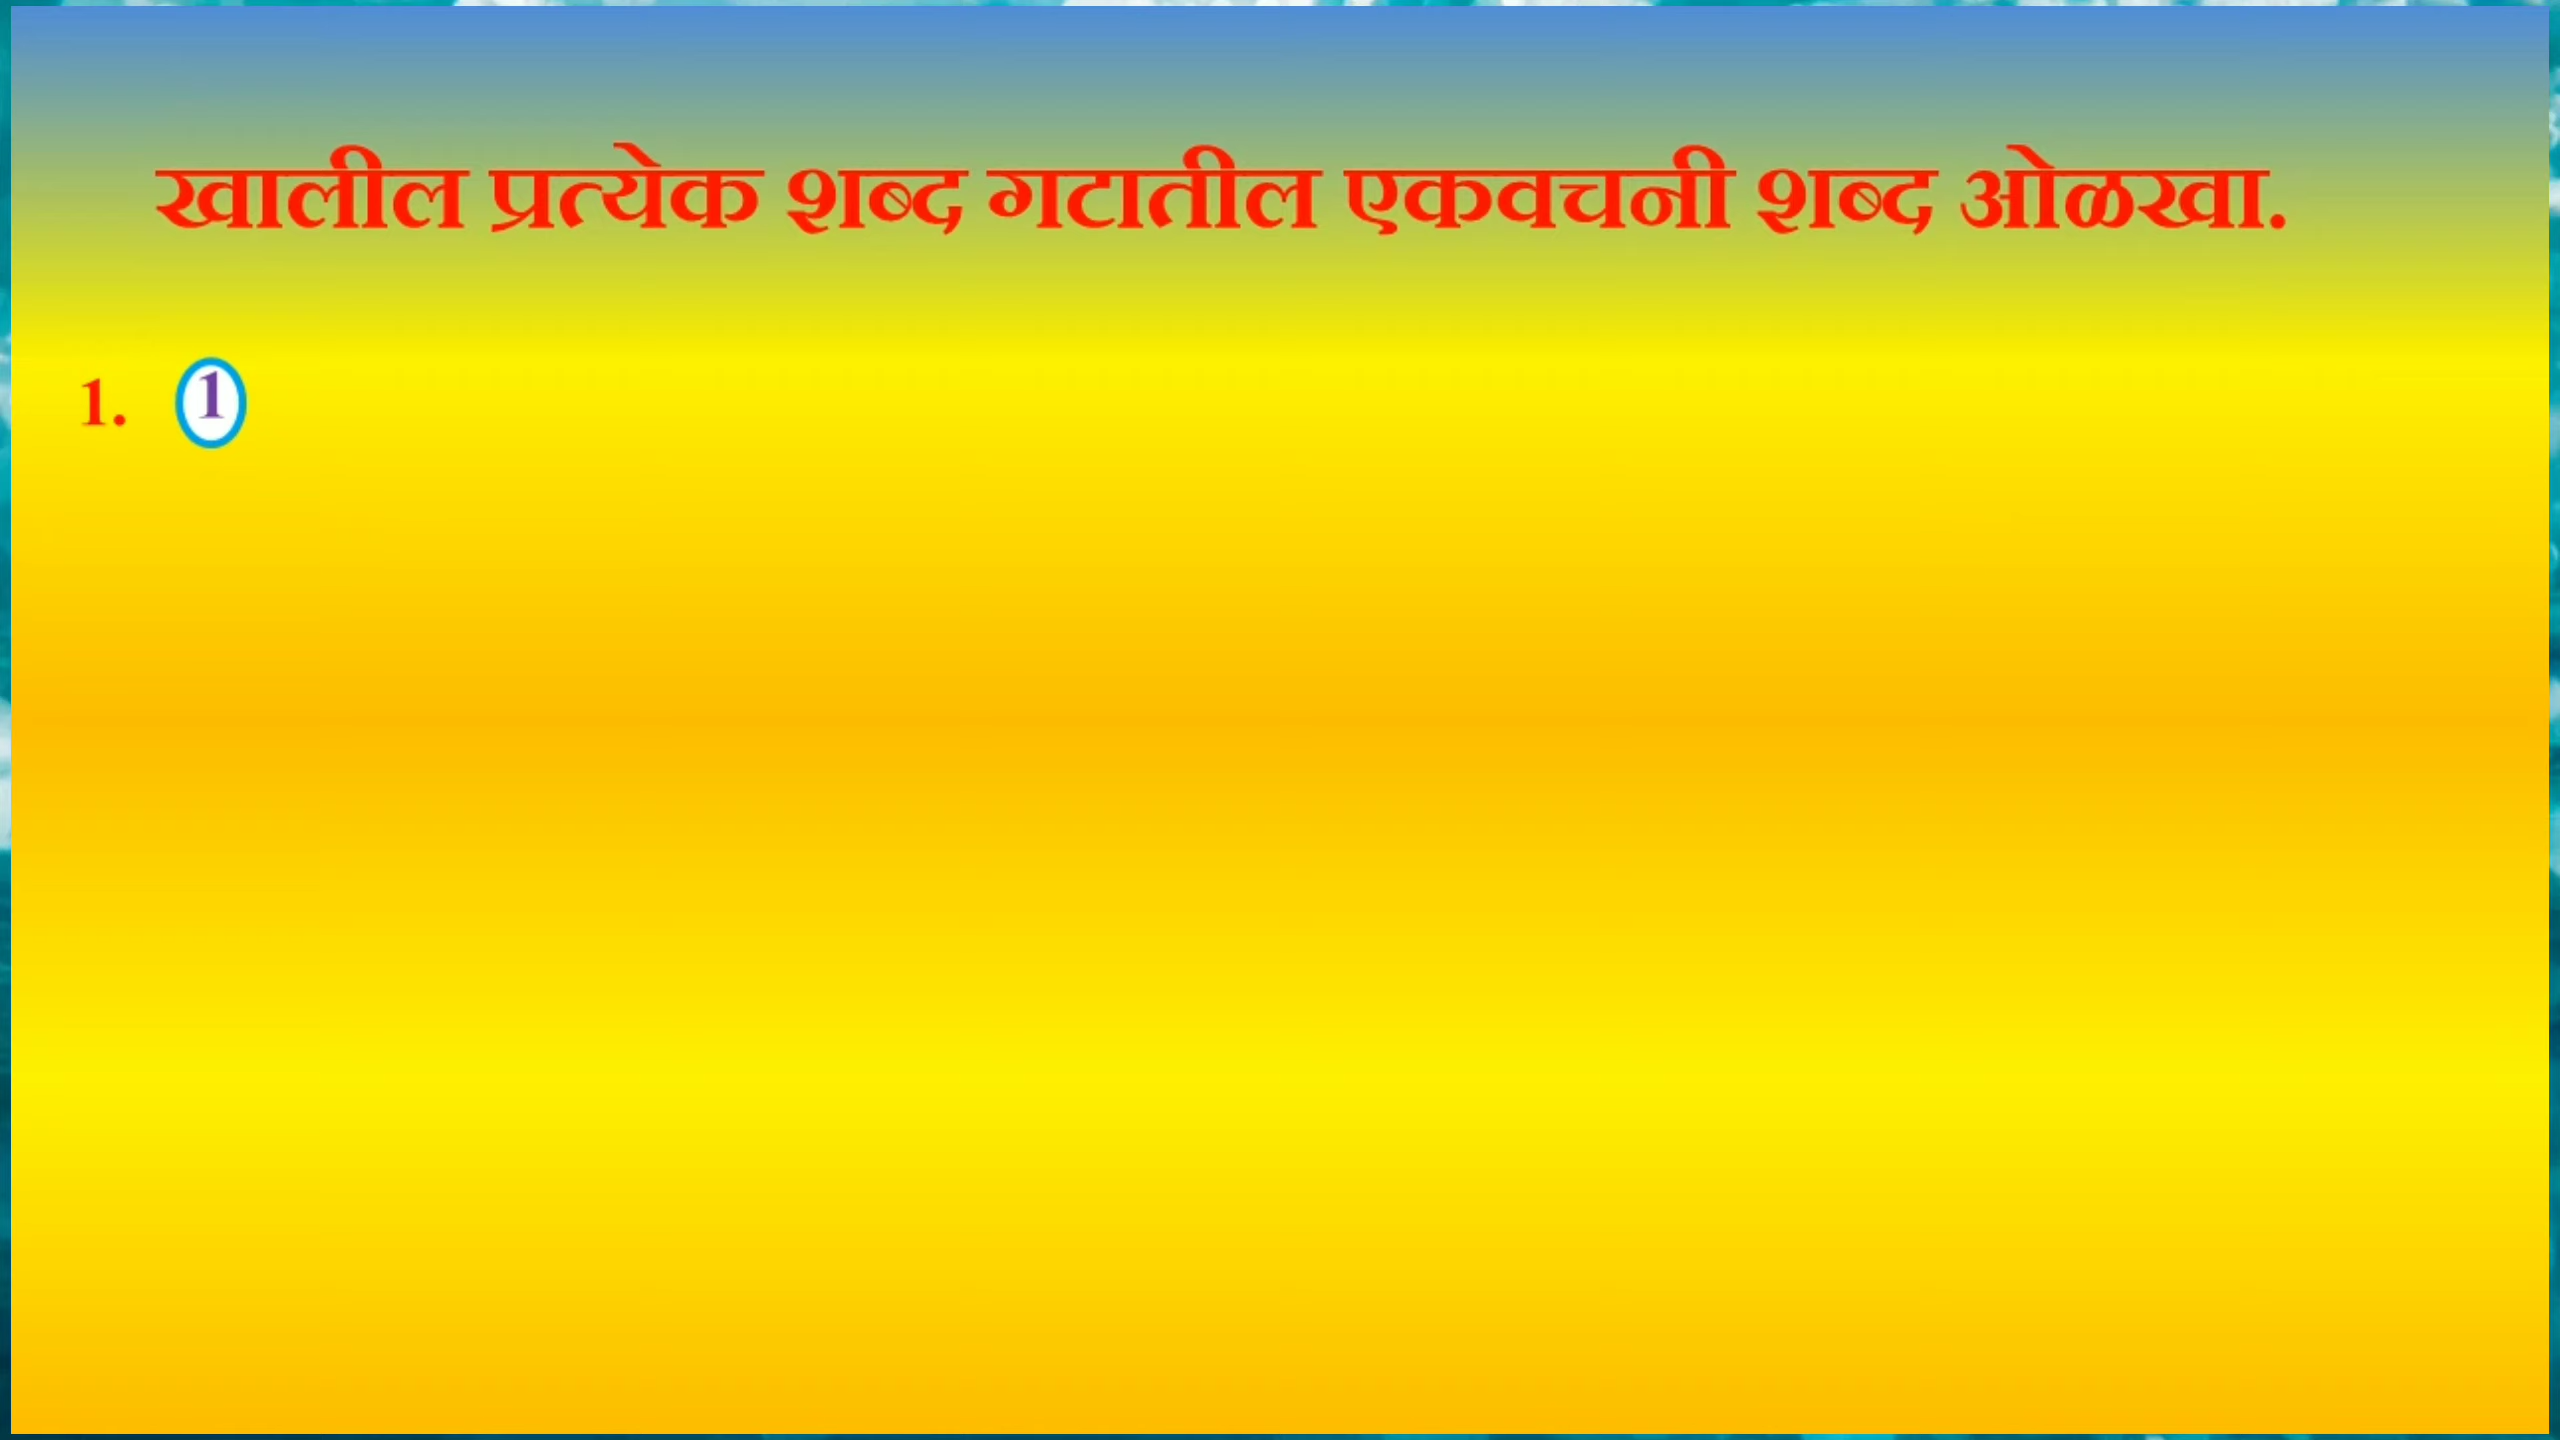 खालील प्रत्येक शब्द गटातील एकवचनी शब्द ओळखा.
1. 1